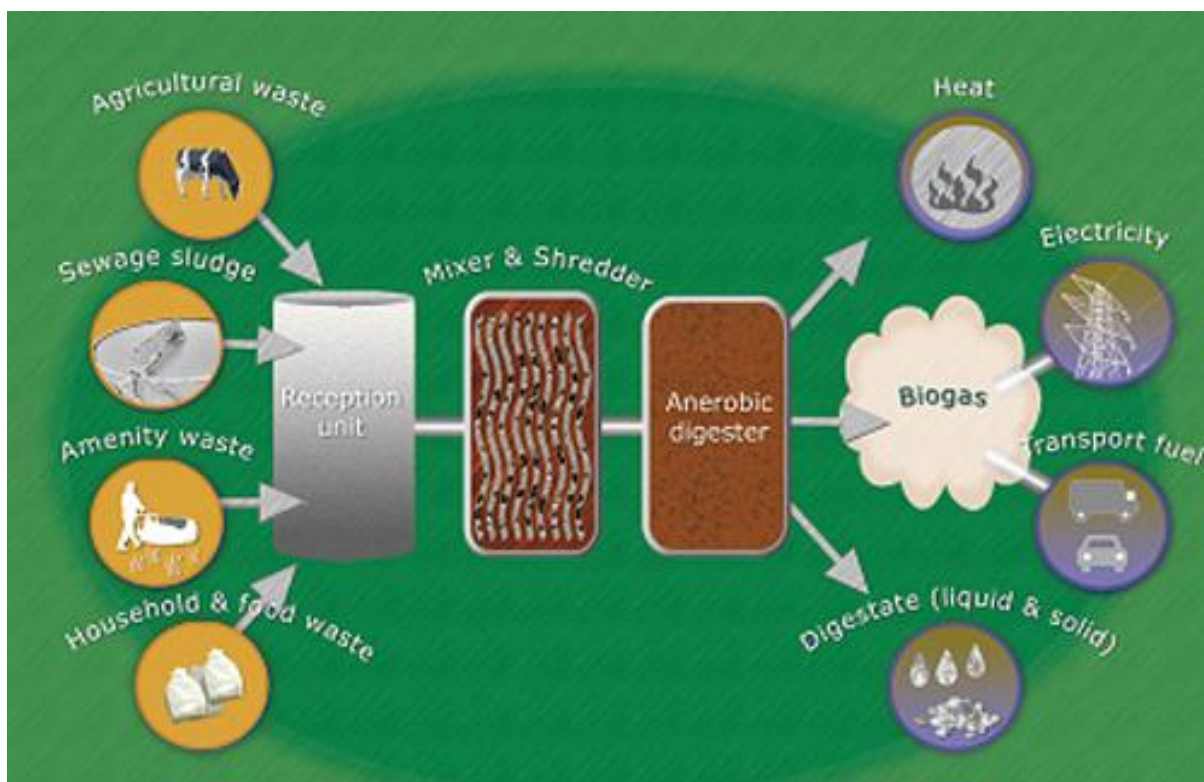 Agricultural waste
Heat
Sewage sludge
Mixer & Shredder
Electricity
Reception
unit
Anerobic
digester
Biogas
Amenity waste
Transport fuel
Household & food waste
Digestate (liquid & solid)